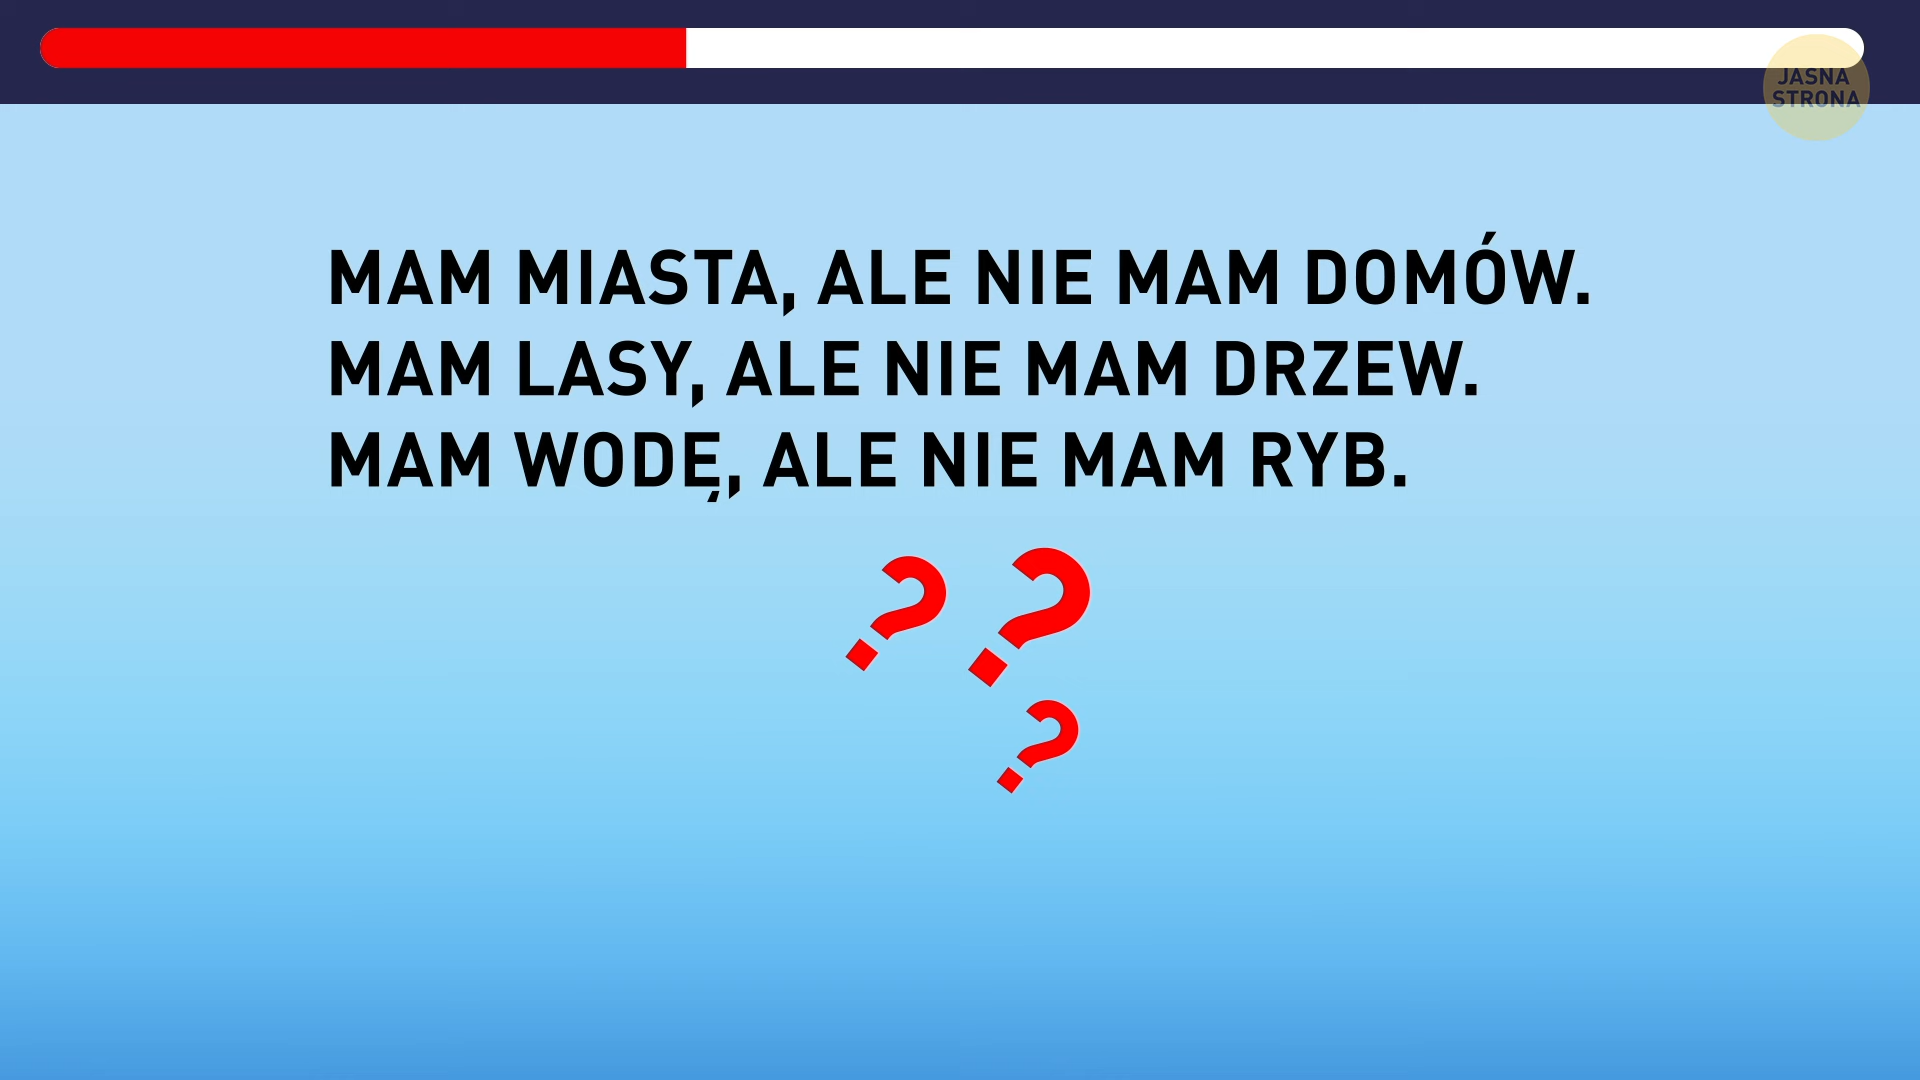 JASNA
STRONA
MAM MIASTA, ALE NIE MAM DOMÓW.
MAM LASY, ALE NIE MAM DRZEW.
MAM WODĘ, ALE NIE MAM RYB.
? ?
?